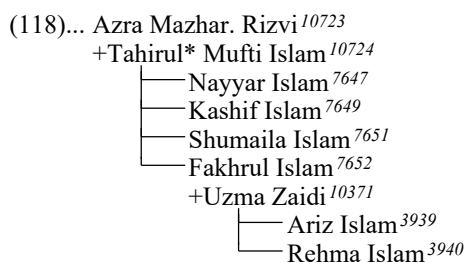 (118)... Azra Mazhar. Rizvi 10723
+Tahirul* Mufti Islam 10724
Nayyar Islam 7647
Kashif Islam 7649
Shumaila Islam 7651
Fakhrul Islam 7652
+Uzma Zaidi 10371
Ariz Islam 3939
Rehma Islam 3940